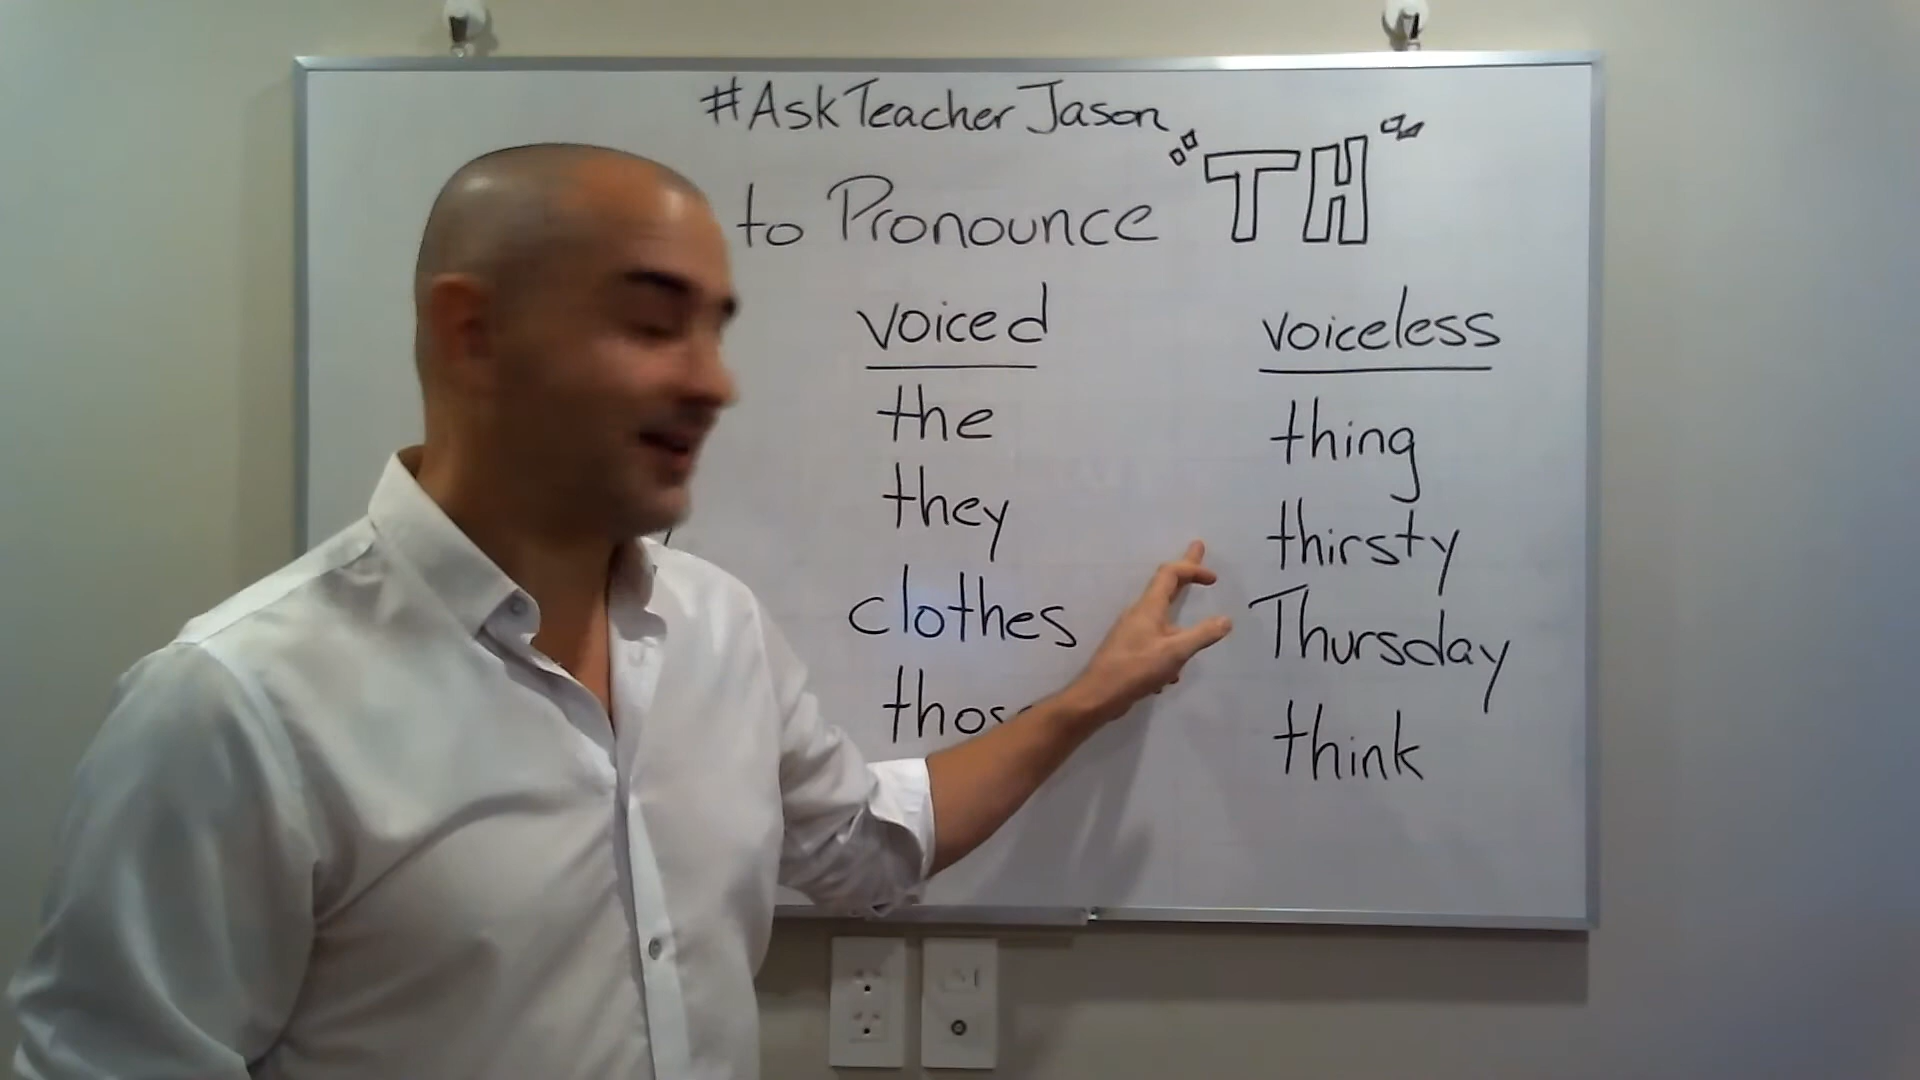 #AskTeacherJason
to Pronounce "TH"
voiced
the
they
clothes
voiceless
thing
thirsty
Thursday
think